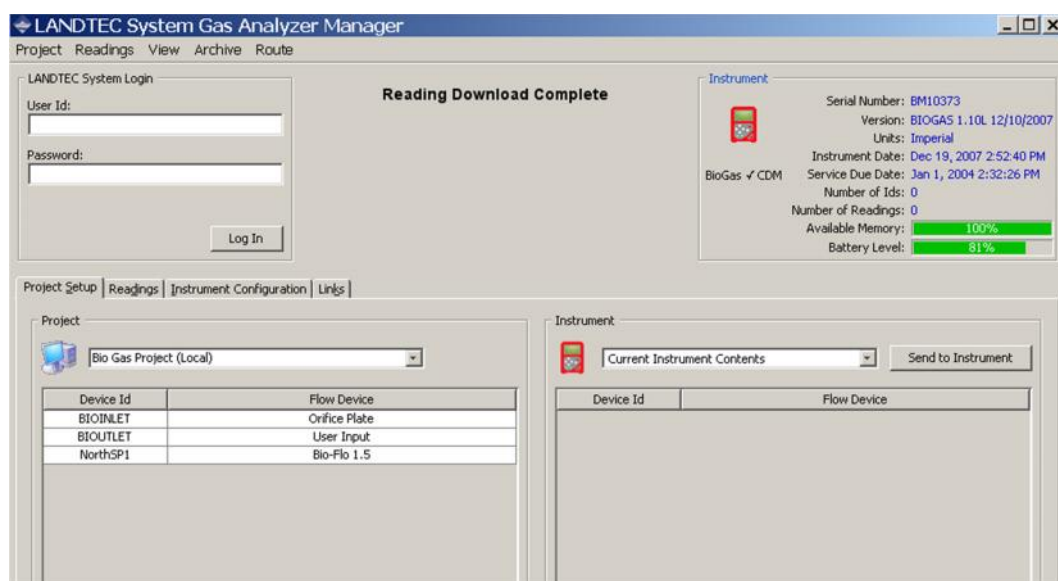 LANDTEC System Gas Analyzer Manager
Project Readings View Archive Route
LANDTEC System Login
User Id:
Password:
Log In
Reading Download Complete
Instrument
BioGas ✓ CDM
Serial Number: BM10373
Version: BIOGAS 1.10L 12/10/2007
Units: Imperial
Instrument Date: Dec 19, 2007 2:52:40 PM
Service Due Date: Jan 1, 2004 2:32:26 PM
Number of Ids: 0
Number of Readings: 0
Available Memory: 100%
Battery Level: 81%
Project Setup Readings Instrument Configuration Links
Project
Bio Gas Project (Local)
Device Id Flow Device
BIOINLET Orifice Plate
BIOUTLET User Input
NorthSP1 Bio-Flo 1.5
Instrument
Current Instrument Contents Send to Instrument
Device Id Flow Device